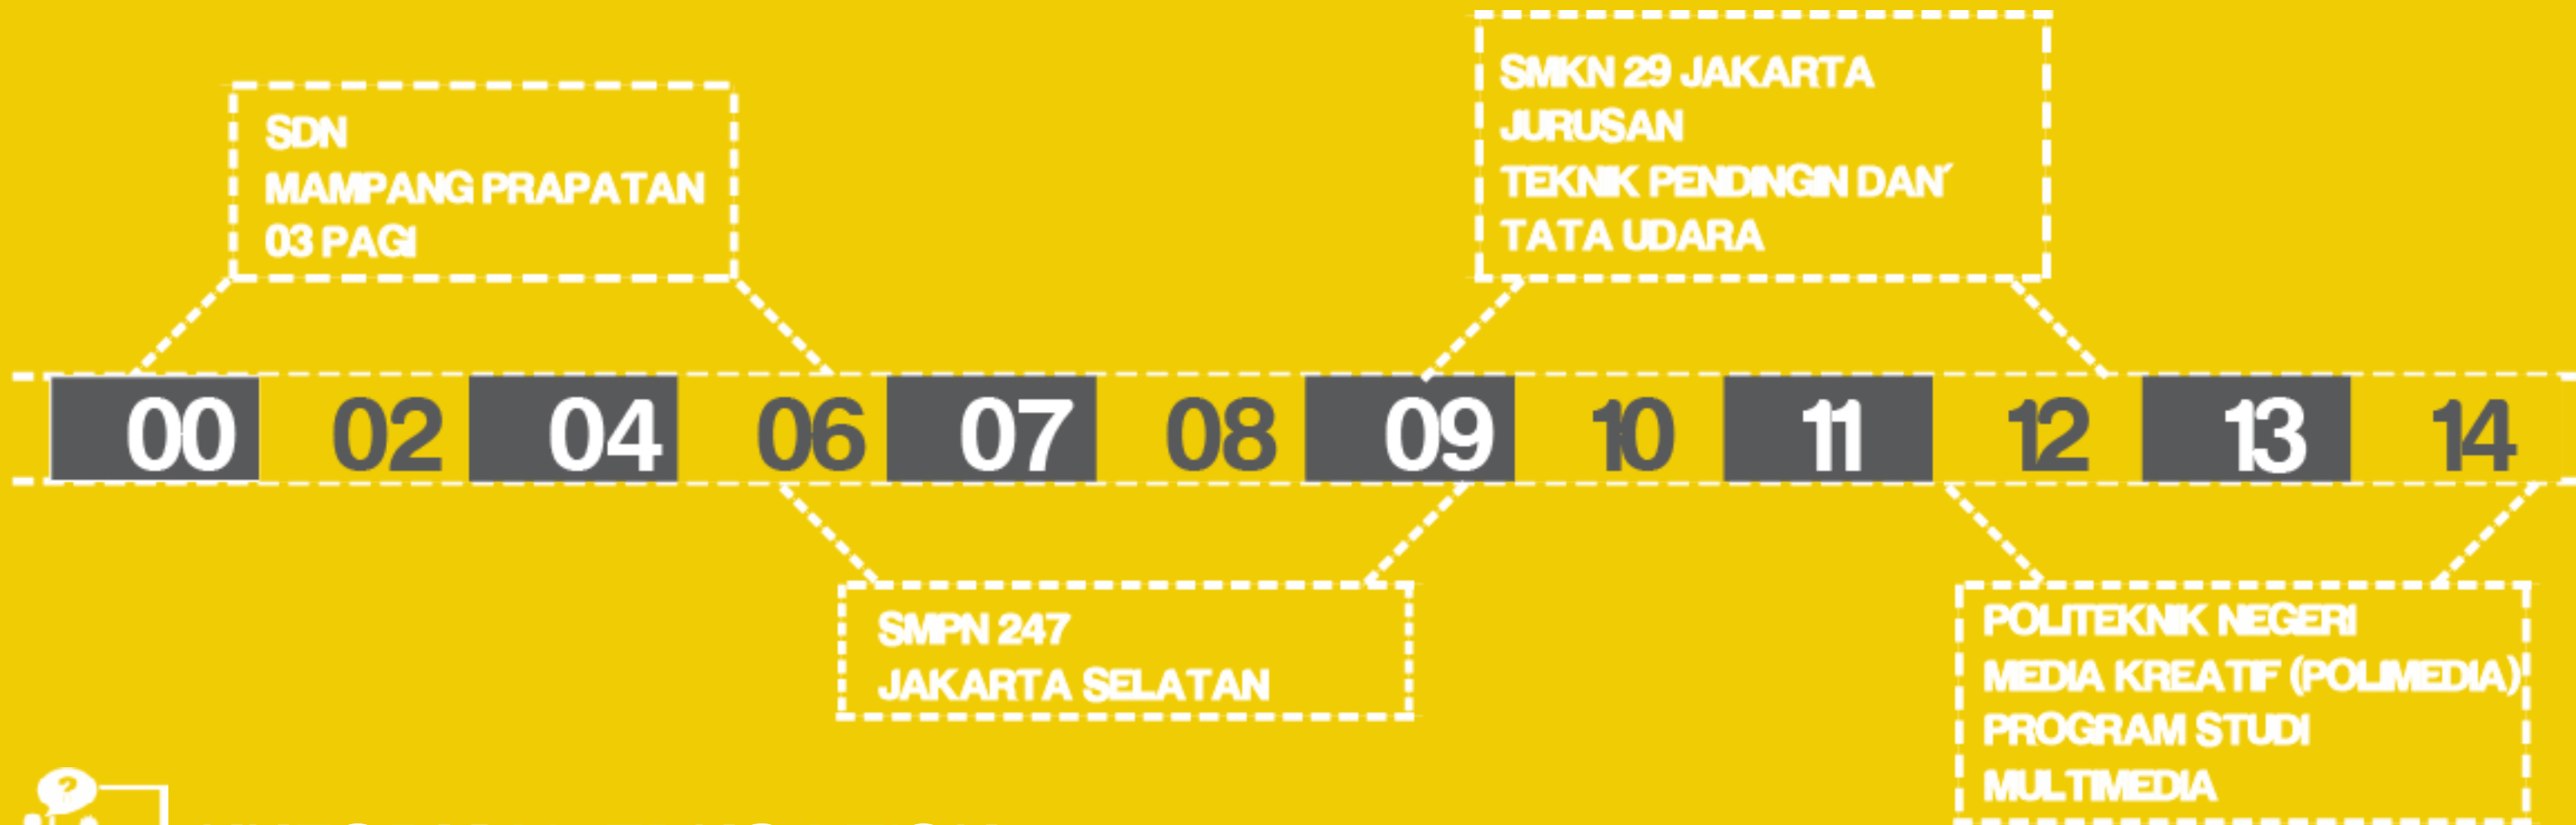 SMKN 29 JAKARTA
JURUSAN
TEKNIK PENDINGIN DAN´
TATA UDARA
SDN
MAMPANG PRAPATAN
03 PAGI
00 02 04 06 07 08 09 10 11 12 13 14
SMPN 247
JAKARTA SELATAN
POLITEKNIK NEGERI
MEDIA KREATIF (POLIMEDIA)
PROGRAM STUDI
MULTIMEDIA
?